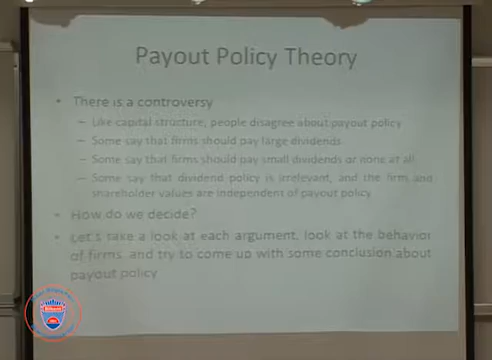 Payout Policy Theory
• There is a controversy
– Like capital structure, people disagree about payout policy
– Some say that firms should pay large dividends
– Some say that firms should pay small dividends or none at all
– Some say that dividend policy is irrelevant, and the firm and
shareholder values are independent of payout policy
• How do we decide?
• Let's take a look at each argument, look at the behavior
of firms, and try to come up with some conclusion about
payout policy